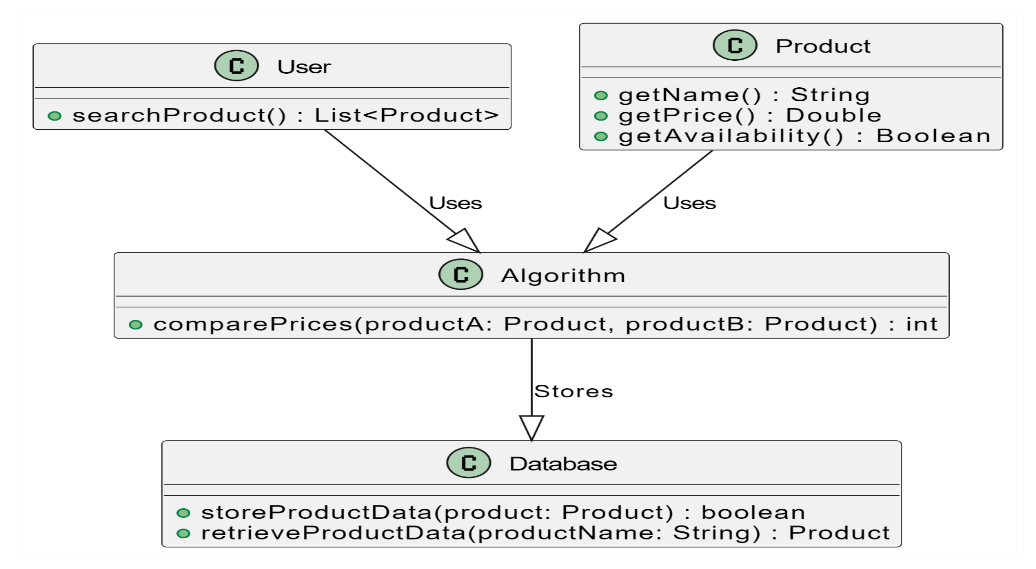 C User
searchProduct() : List<Product>
C Product
getName() : String
getPrice() : Double
getAvailability() : Boolean
Uses
Uses
C Algorithm
comparePrices(productA: Product, productB: Product) : int
Stores
C Database
storeProductData(product: Product) : boolean
retrieveProductData(productName: String) : Product